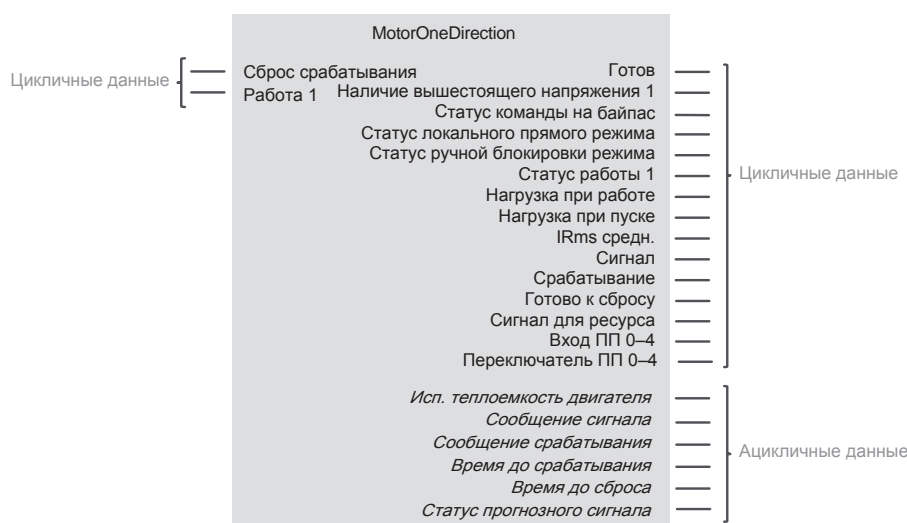 MotorOneDirection
Цикличные данные
Сброс срабатывания
Работа 1
Готов
Наличие вышестоящего напряжения 1
Статус команды на байпас
Статус локального прямого режима
Статус ручной блокировки режима
Статус работы 1
Нагрузка при работе
Нагрузка при пуске
IRms средн.
Сигнал
Срабатывание
Готово к сбросу
Сигнал для ресурса
Вход ПП 0–4
Переключатель ПП 0–4
Цикличные данные
Исп. теплоемкость двигателя
Сообщение сигнала
Сообщение срабатывания
Время до срабатывания
Время до сброса
Статус прогнозного сигнала
Ацикличные данные